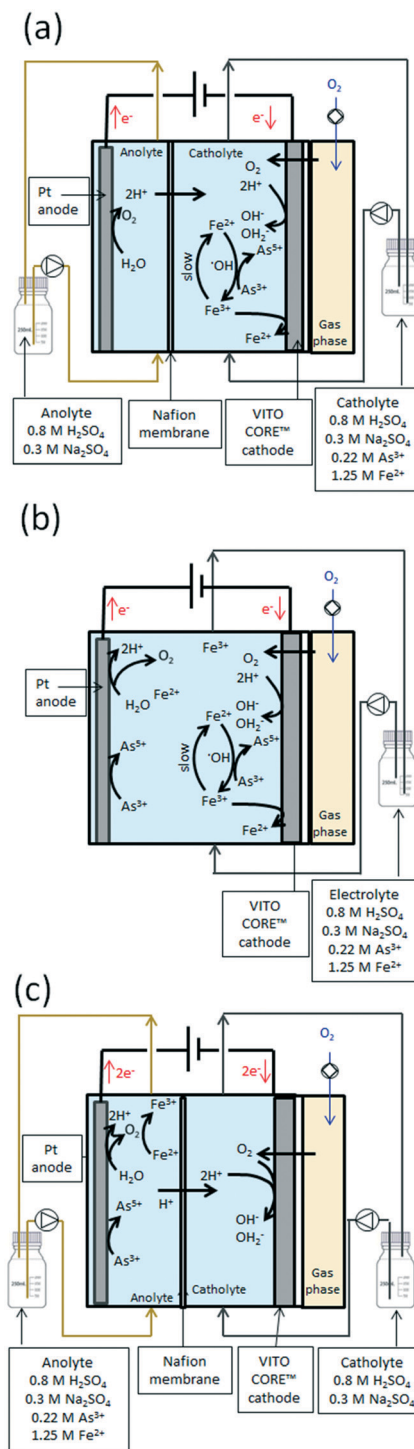 (a)
O₂
e⁻
e⁻
Anolyte
Catholyte
O₂
Pt
anode
2H⁺
2H⁺
O₂
OH⁻
OH₂⁻
Fe²⁺
As⁵⁺
H₂O
slow
·OH
As³⁺
Fe³⁺
Fe²⁺
Gas
phase
250mL
250mL
Anolyte
0.8 M H₂SO₄
0.3 M Na₂SO₄
Nafion
membrane
VITO
CORE™
cathode
Catholyte
0.8 M H₂SO₄
0.3 M Na₂SO₄
0.22 M As³⁺
1.25 M Fe²⁺
(b)
O₂
e⁻
e⁻
2H⁺
O₂
Fe³⁺
O₂
Pt
anode
2H⁺
H₂O
Fe²⁺
OH⁻
OH₂⁻
Fe²⁺
As⁵⁺
As⁵⁺
slow
·OH
As³⁺
As³⁺
Fe³⁺
Fe²⁺
Gas
phase
250mL
VITO
CORE™
cathode
Electrolyte
0.8 M H₂SO₄
0.3 M Na₂SO₄
0.22 M As³⁺
1.25 M Fe²⁺
(c)
O₂
2e⁻
2e⁻
Fe³⁺
2H⁺
O₂
Pt
anode
Fe²⁺
O₂
H₂O
2H⁺
H⁺
As⁵⁺
OH⁻
OH₂⁻
As³⁺
Anolyte
Catholyte
Gas
phase
250mL
250mL
Anolyte
0.8 M H₂SO₄
0.3 M Na₂SO₄
0.22 M As³⁺
1.25 M Fe²⁺
Nafion
membrane
VITO
CORE™
cathode
Catholyte
0.8 M H₂SO₄
0.3 M Na₂SO₄